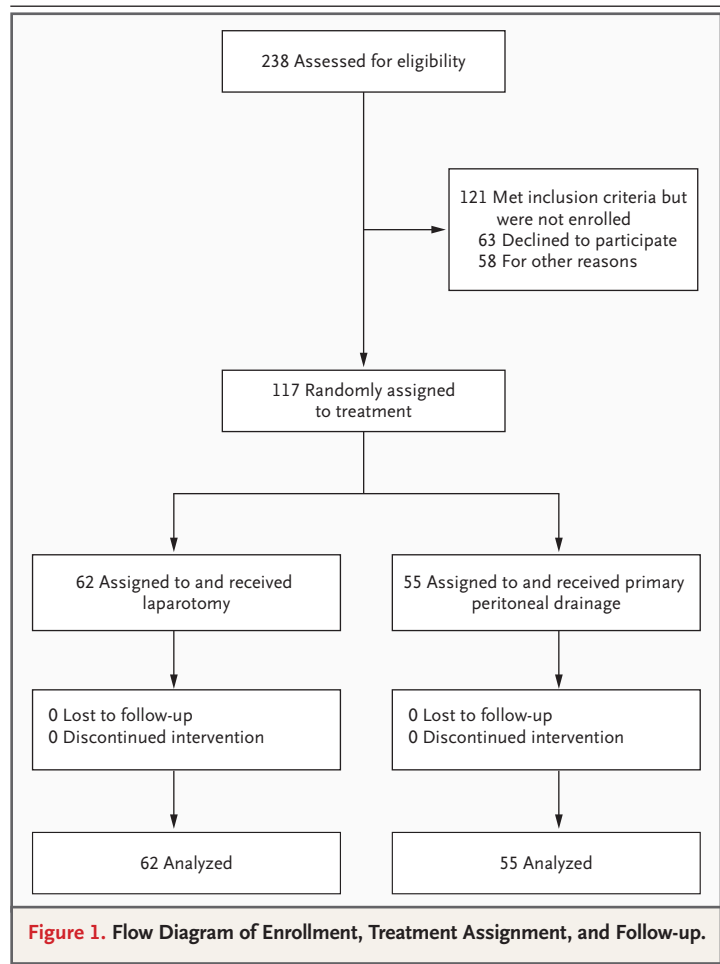 238 Assessed for eligibility
121 Met inclusion criteria but
were not enrolled
63 Declined to participate
58 For other reasons
117 Randomly assigned
to treatment
62 Assigned to and received
laparotomy
55 Assigned to and received primary
peritoneal drainage
0 Lost to follow-up
0 Discontinued intervention
0 Lost to follow-up
0 Discontinued intervention
62 Analyzed
55 Analyzed
Figure 1. Flow Diagram of Enrollment, Treatment Assignment, and Follow-up.